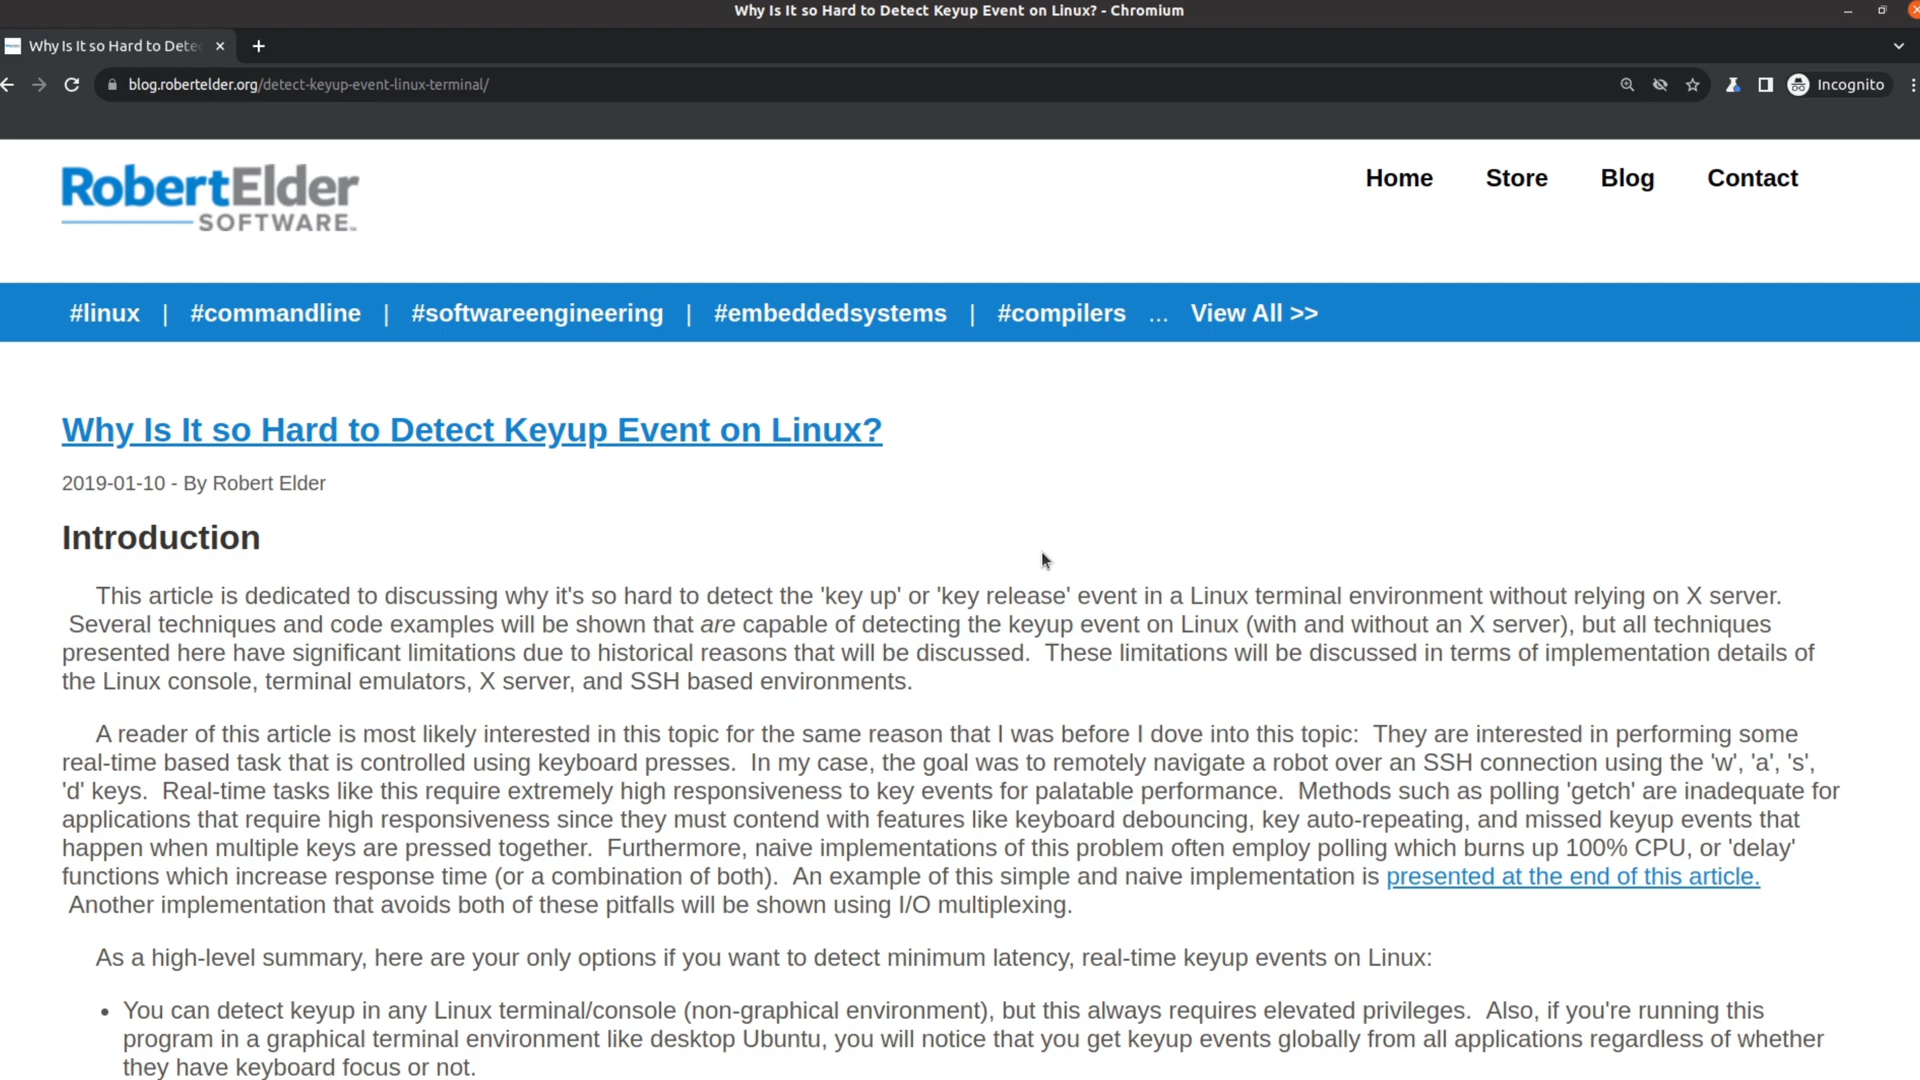 Why Is It so Hard to Detect Keyup Event on Linux? - Chromium
Why Is It so Hard to Dete
blog.robertelder.org/detect-keyup-event-linux-terminal/
Incognito
RobertElder
SOFTWARE™
Home Store Blog Contact
#linux | #commandline | #softwareengineering | #embeddedsystems | #compilers ... View All >>
Why Is It so Hard to Detect Keyup Event on Linux?
2019-01-10 - By Robert Elder
Introduction
This article is dedicated to discussing why it's so hard to detect the 'key up' or 'key release' event in a Linux terminal environment without relying on X server.
Several techniques and code examples will be shown that are capable of detecting the keyup event on Linux (with and without an X server), but all techniques
presented here have significant limitations due to historical reasons that will be discussed. These limitations will be discussed in terms of implementation details of
the Linux console, terminal emulators, X server, and SSH based environments.
A reader of this article is most likely interested in this topic for the same reason that I was before I dove into this topic: They are interested in performing some
real-time based task that is controlled using keyboard presses. In my case, the goal was to remotely navigate a robot over an SSH connection using the 'w', 'a', 's',
'd' keys. Real-time tasks like this require extremely high responsiveness to key events for palatable performance. Methods such as polling 'getch' are inadequate for
applications that require high responsiveness since they must contend with features like keyboard debouncing, key auto-repeating, and missed keyup events that
happen when multiple keys are pressed together. Furthermore, naive implementations of this problem often employ polling which burns up 100% CPU, or 'delay'
functions which increase response time (or a combination of both). An example of this simple and naive implementation is presented at the end of this article.
Another implementation that avoids both of these pitfalls will be shown using I/O multiplexing.
As a high-level summary, here are your only options if you want to detect minimum latency, real-time keyup events on Linux:
• You can detect keyup in any Linux terminal/console (non-graphical environment), but this always requires elevated privileges. Also, if you're running this
program in a graphical terminal environment like desktop Ubuntu, you will notice that you get keyup events globally from all applications regardless of whether
they have keyboard focus or not.